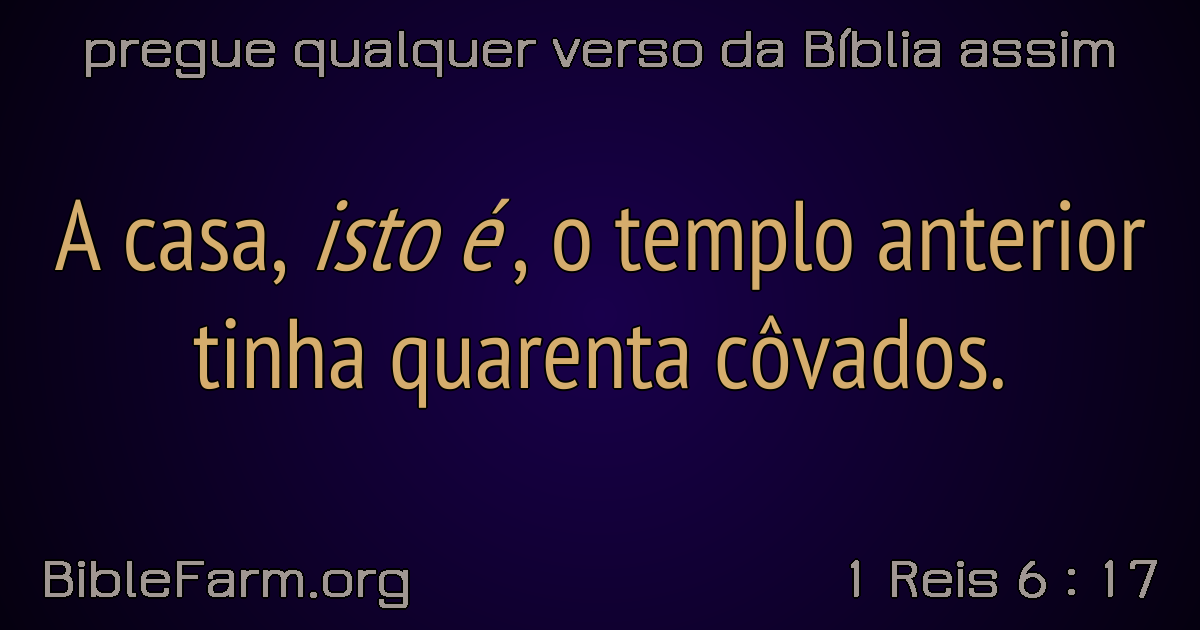 pregue qualquer verso da Bíblia assim
A casa, isto é , o templo anterior
tinha quarenta côvados.
BibleFarm.org
1 Reis 6 : 17